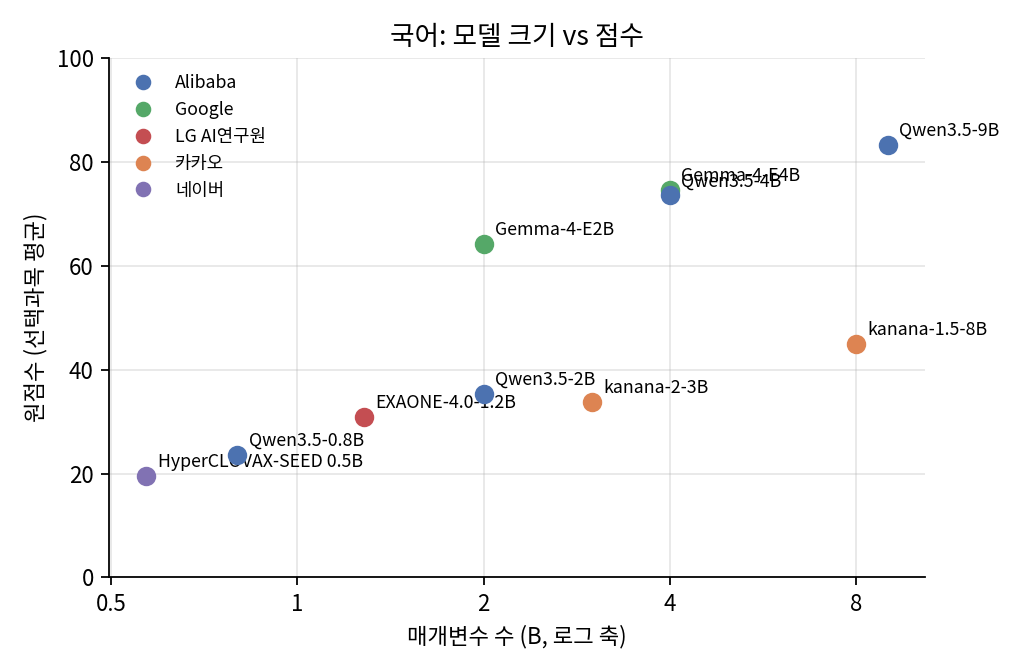 국어: 모델 크기 vs 점수
100
80
60
40
20
0
원점수 (선택과목 평균)
Alibaba
Google
LG AI연구원
카카오
네이버
Qwen3.5-9B
Gemma-4-E4B
Qwen3.5-4B
Gemma-4-E2B
kanana-1.5-8B
Qwen3.5-2B
kanana-2-3B
EXAONE-4.0-1.2B
Qwen3.5-0.8B
HyperCLOVAX-SEED 0.5B
0.5 1 2 4 8
매개변수 수 (B, 로그 축)